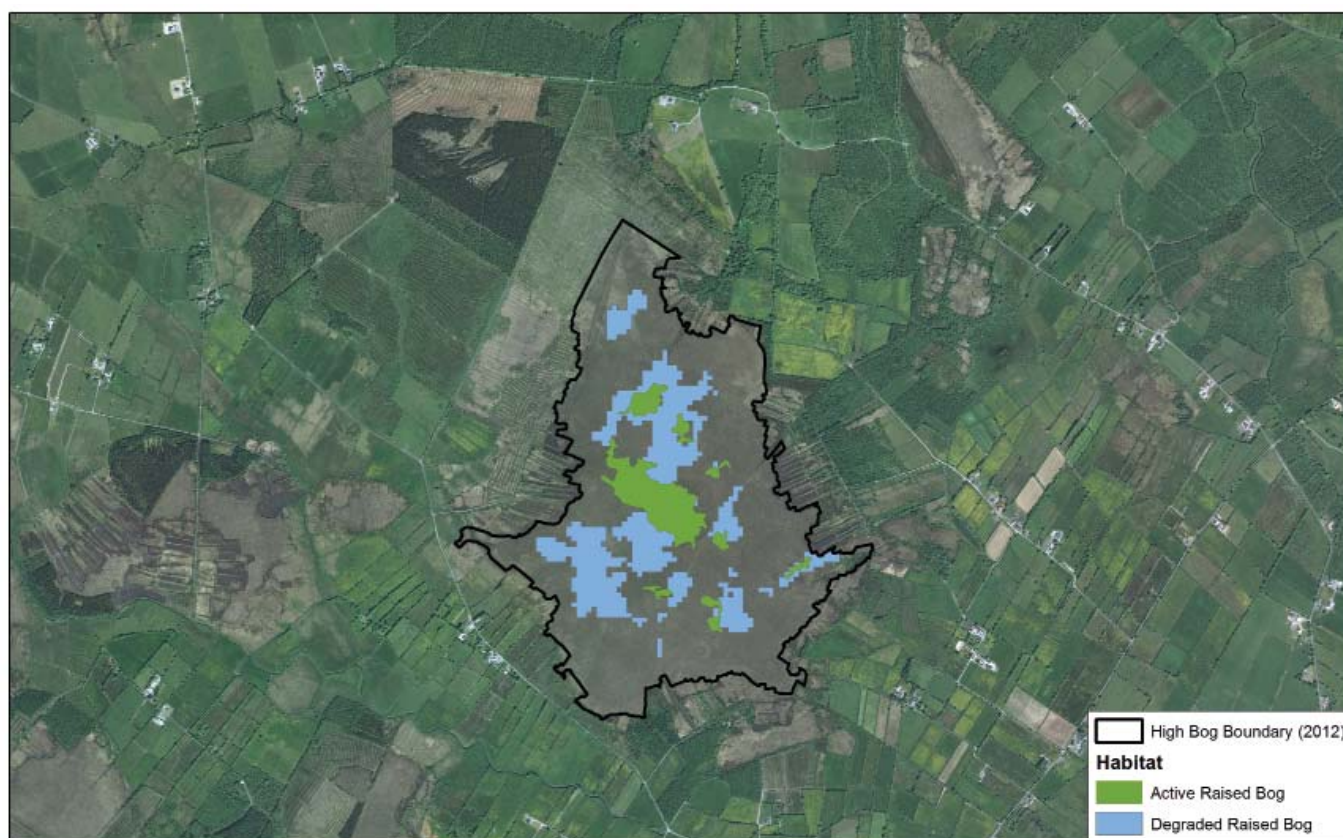 High Bog Boundary (2012)
Habitat
Active Raised Bog
Degraded Raised Bog